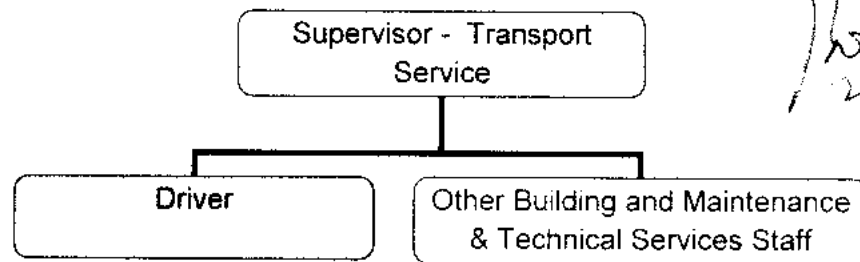 Supervisor - Transport
Service
Driver
Other Building and Maintenance
& Technical Services Staff